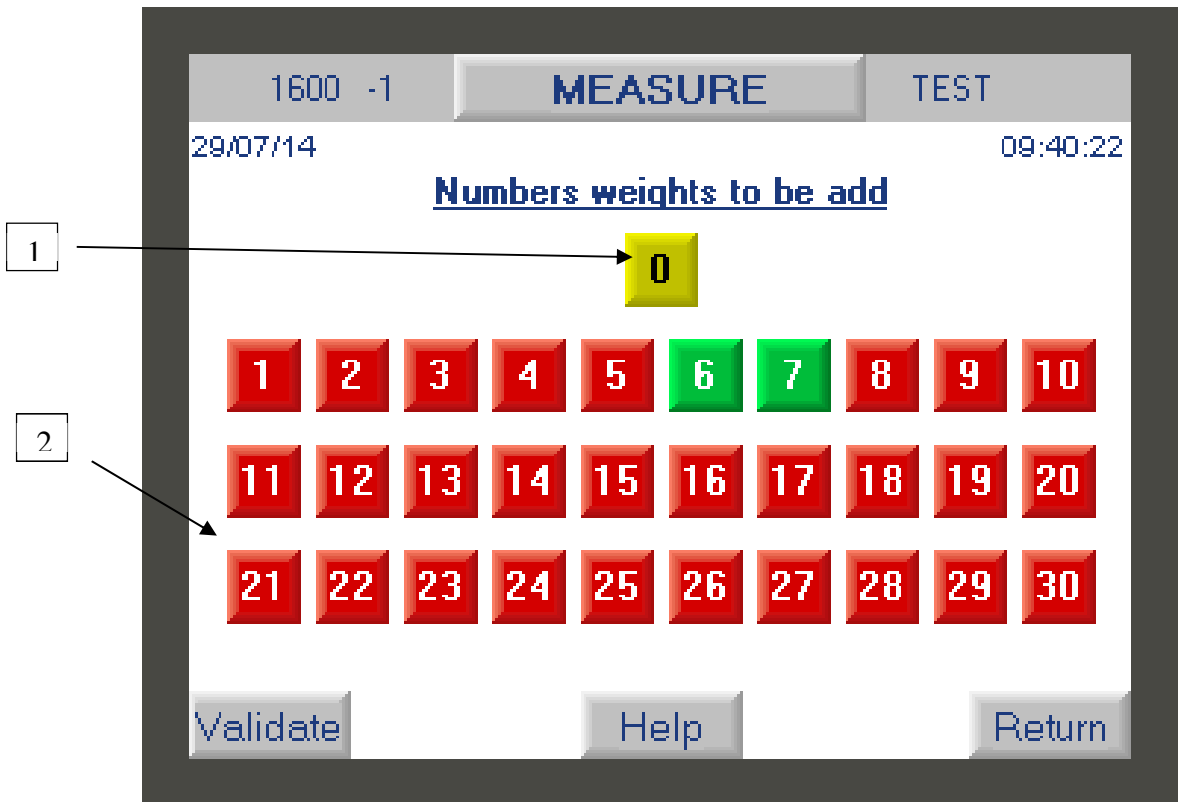 1600 -1 MEASURE TEST
29/07/14 09:40:22
Numbers weights to be add
1
0
1 2 3 4 5 6 7 8 9 10
2
11 12 13 14 15 16 17 18 19 20
21 22 23 24 25 26 27 28 29 30
Validate Help Return